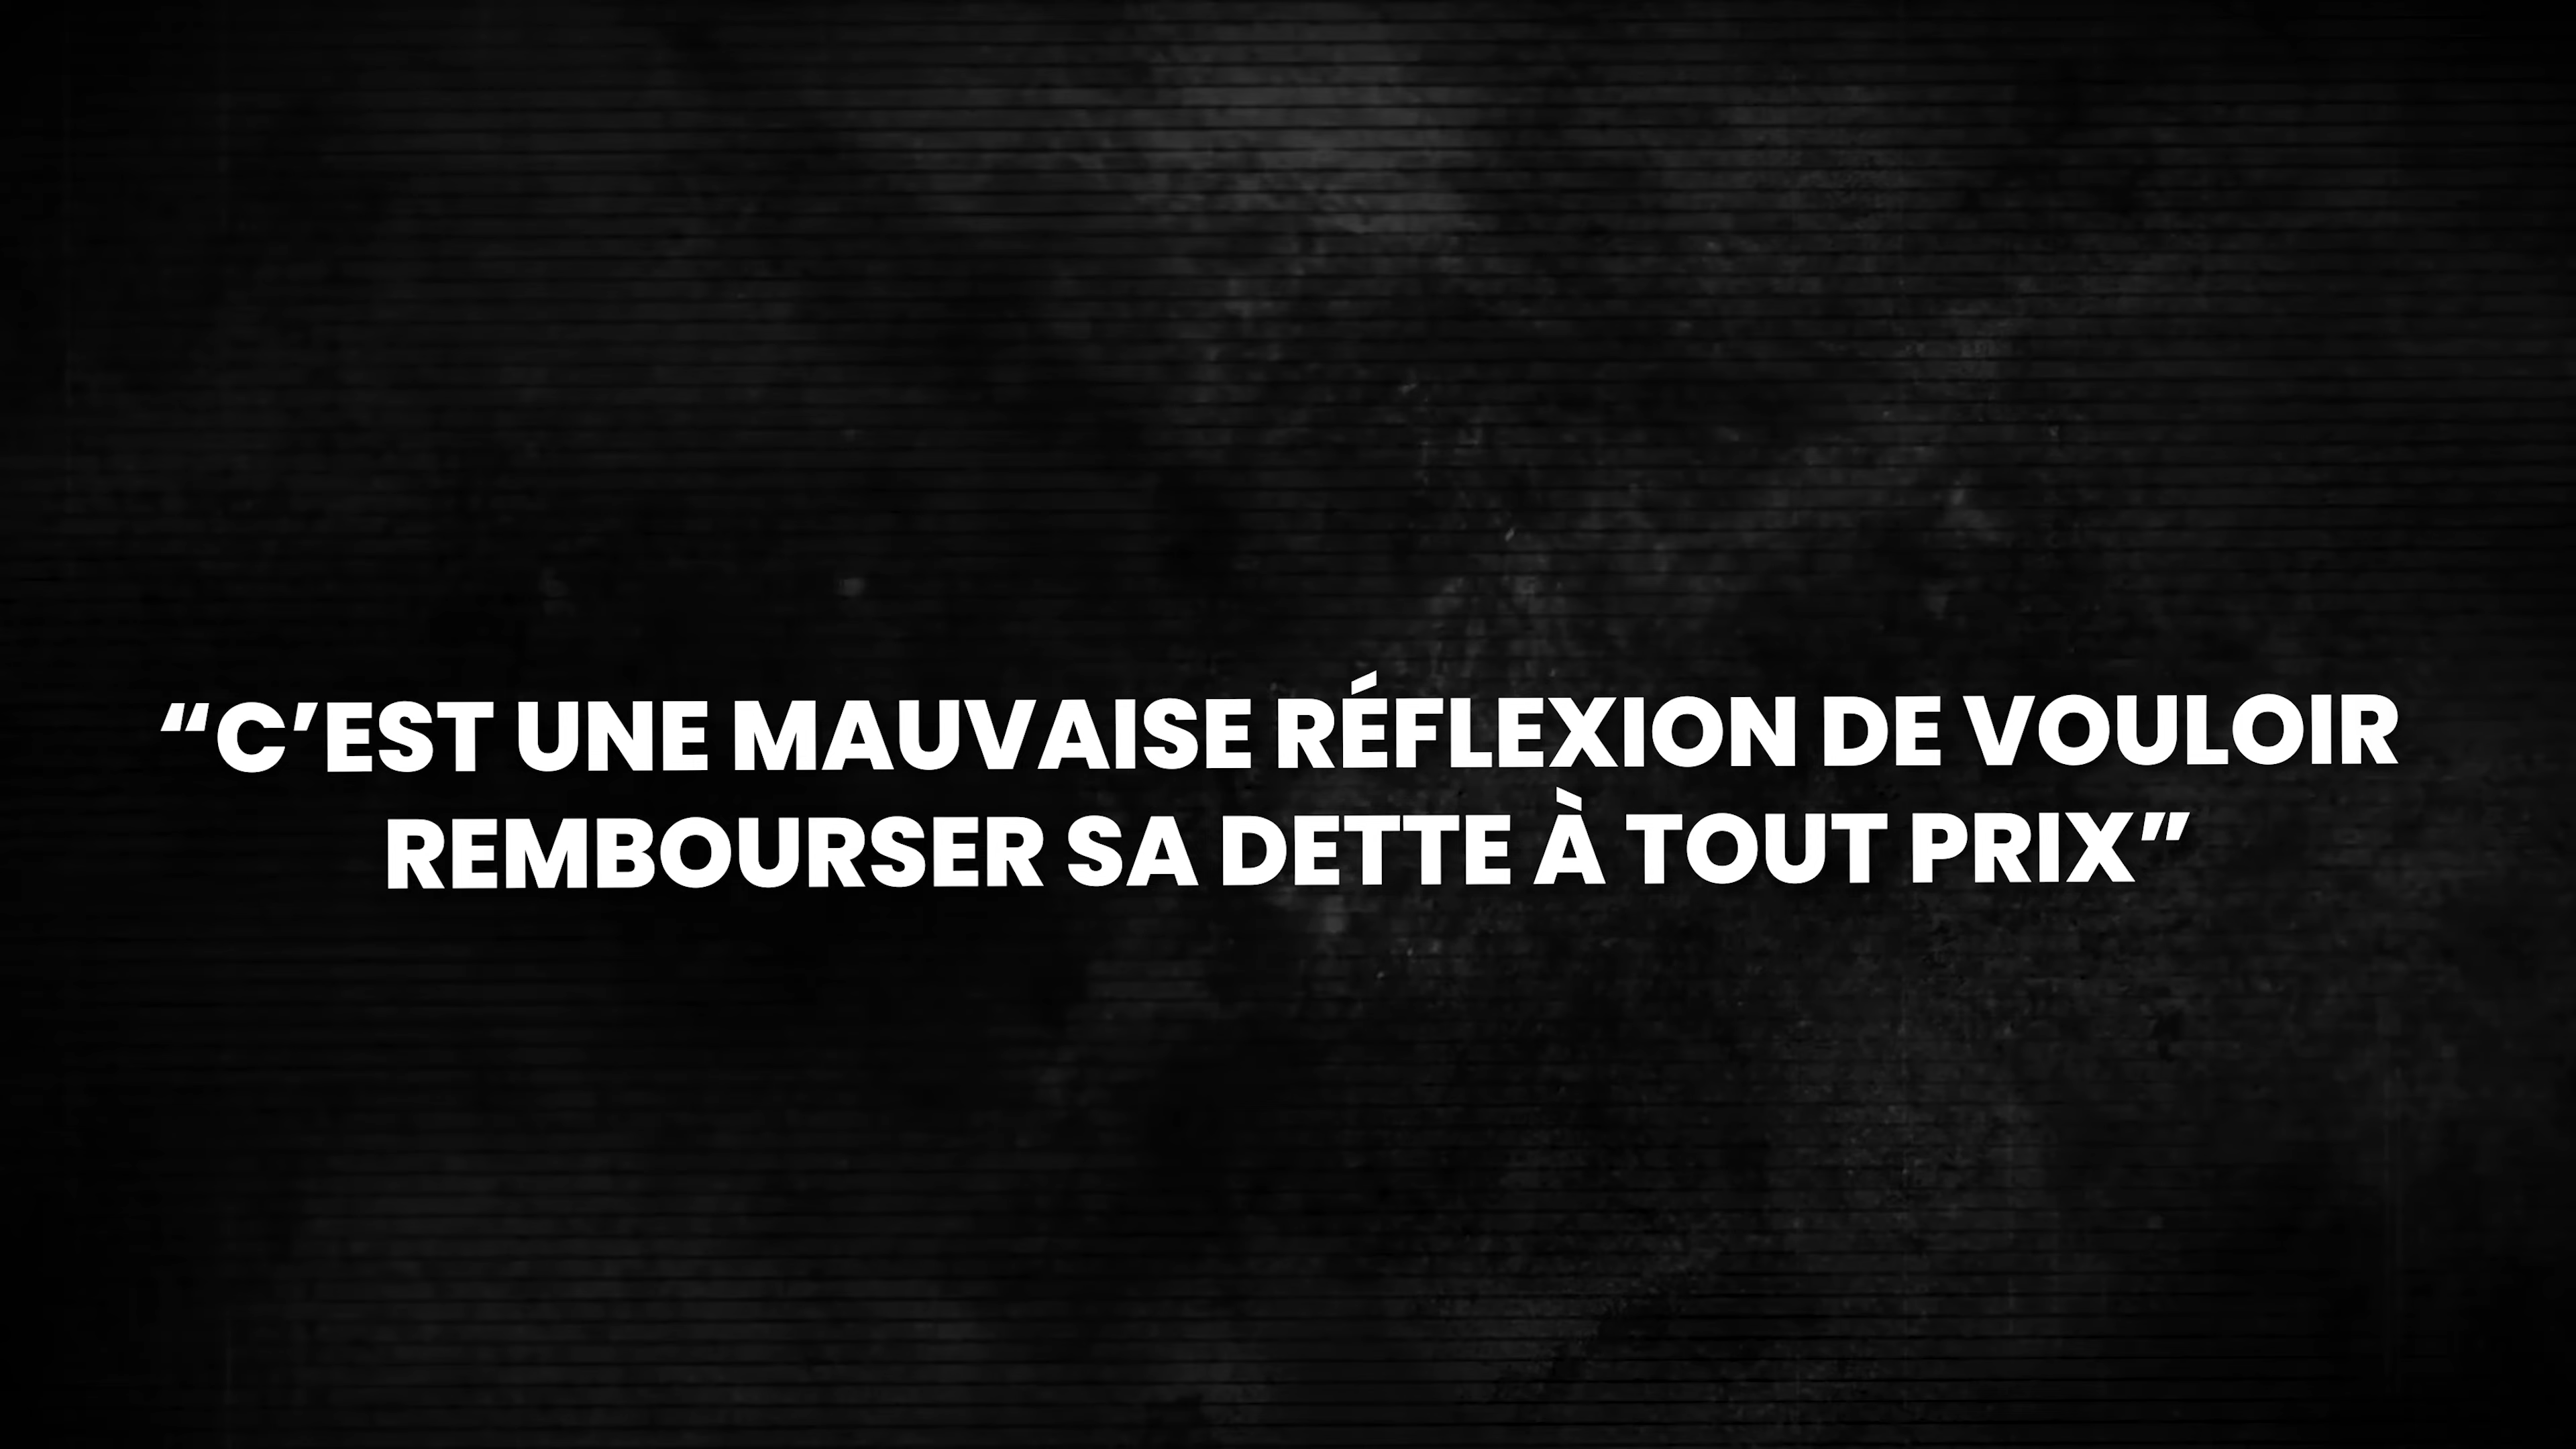 “C’EST UNE MAUVAISE RÉFLEXION DE VOULOIR
REMBOURSER SA DETTE À TOUT PRIX”